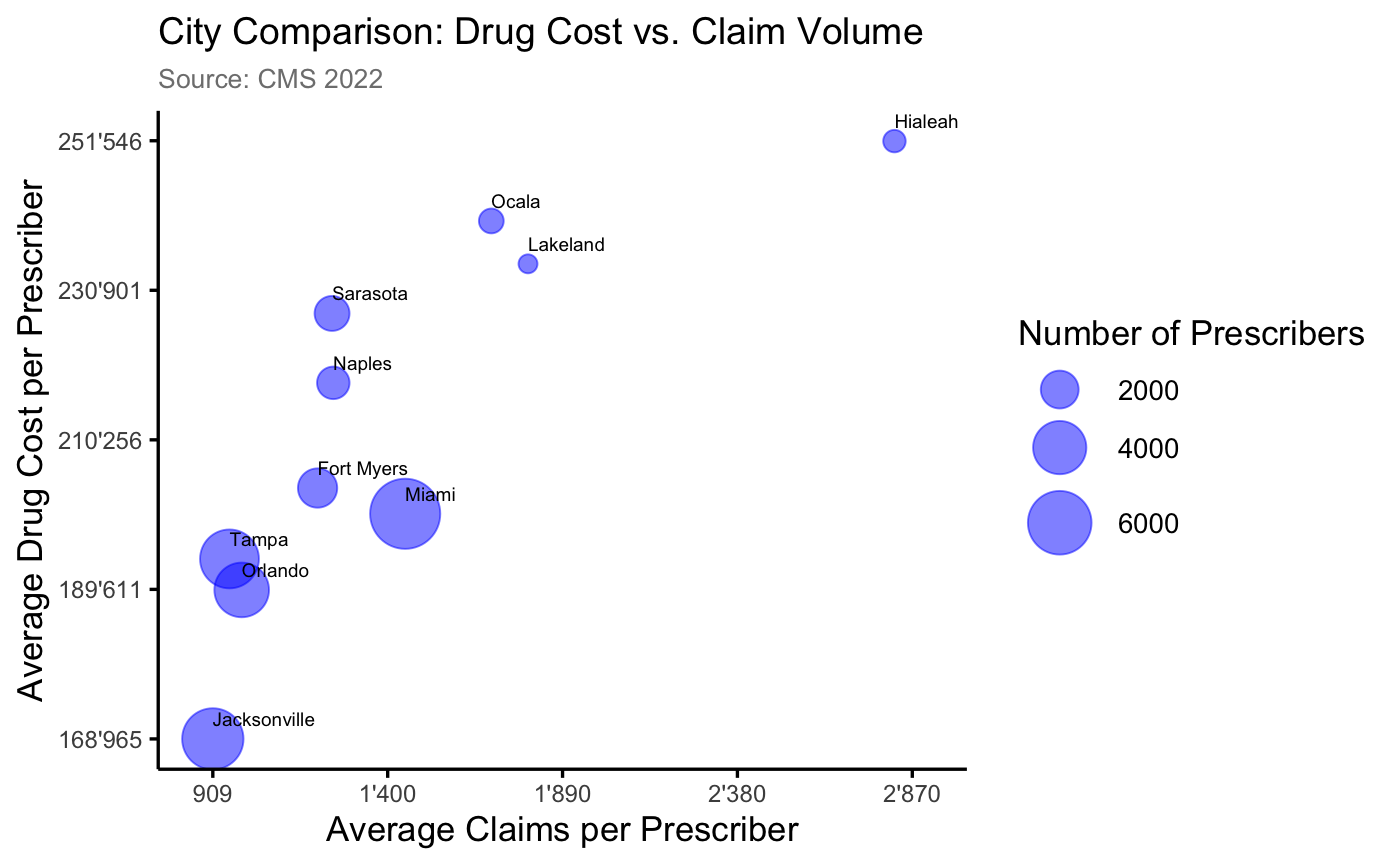 City Comparison: Drug Cost vs. Claim Volume
Source: CMS 2022
Average Drug Cost per Prescriber
251'546
230'901
210'256
189'611
168'965
Hialeah
Ocala
Lakeland
Sarasota
Naples
Fort Myers
Miami
Tampa
Orlando
Jacksonville
909
1'400
1'890
2'380
2'870
Average Claims per Prescriber
Number of Prescribers
2000
4000
6000